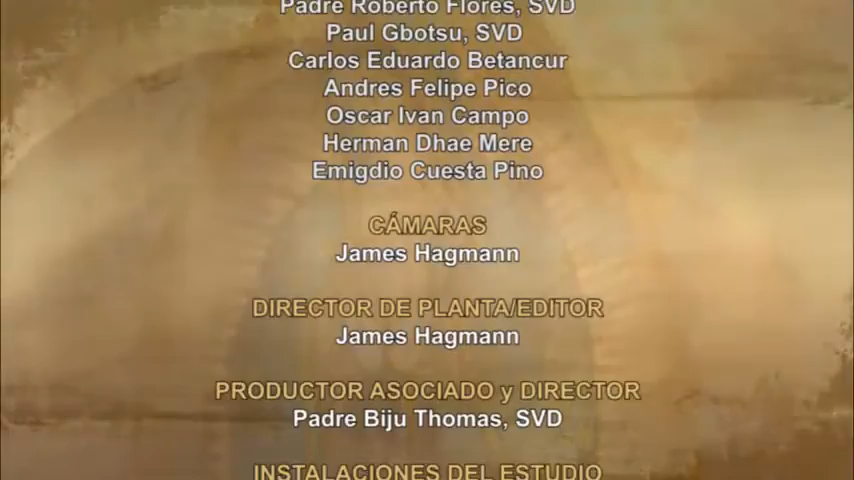 Padre Roberto Flores, SVD
Paul Gbotsu, SVD
Carlos Eduardo Betancur
Andres Felipe Pico
Oscar Ivan Campo
Herman Dhae Mere
Emigdio Cuesta Pino
CÁMARAS
James Hagmann
DIRECTOR DE PLANTA/EDITOR
James Hagmann
PRODUCTOR ASOCIADO y DIRECTOR
Padre Biju Thomas, SVD
INSTALACIONES DEL ESTUDIO